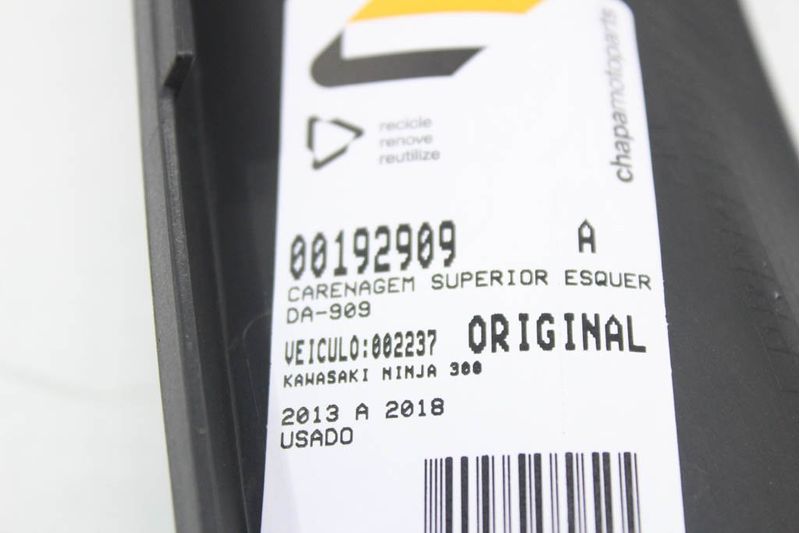 recicle
renove
reutilize
chapamotoparts
00192909 A
CARENAGEM SUPERIOR ESQUER
DA-909
VEICULO:002237 ORIGINAL
KAWASAKI NINJA 300
2013 A 2018
USADO